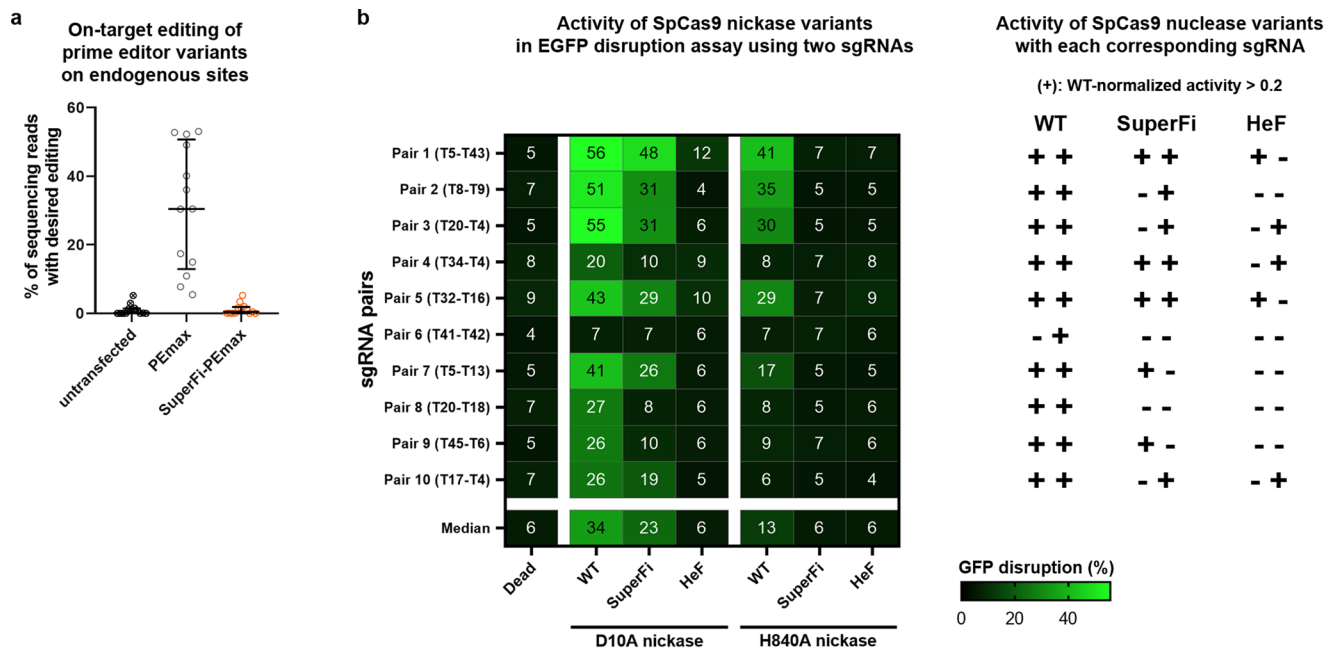 a
On-target editing of
prime editor variants
on endogenous sites
% of sequencing reads
with desired editing
60
40
20
0
untransfected
PEmax
SuperFi-PEmax
b
Activity of SpCas9 nickase variants
in EGFP disruption assay using two sgRNAs
sgRNA pairs
Pair 1 (T5-T43) 5 56 48 12 41 7 7
Pair 2 (T8-T9) 7 51 31 4 35 5 5
Pair 3 (T20-T4) 5 55 31 6 30 5 5
Pair 4 (T34-T4) 8 20 10 9 8 7 8
Pair 5 (T32-T16) 9 43 29 10 29 7 9
Pair 6 (T41-T42) 4 7 7 6 7 7 6
Pair 7 (T5-T13) 5 41 26 6 17 5 5
Pair 8 (T20-T18) 7 27 8 6 8 5 6
Pair 9 (T45-T6) 5 26 10 6 9 7 6
Pair 10 (T17-T4) 7 26 19 5 6 5 4
Median 6 34 23 6 13 6 6
Dead WT SuperFi HeF WT SuperFi HeF
D10A nickase H840A nickase
Activity of SpCas9 nuclease variants
with each corresponding sgRNA
(+): WT-normalized activity > 0.2
WT SuperFi HeF
+ + + + + -
+ + - + - -
+ + - + - +
+ + + + - +
+ + + + + -
- + - - - -
+ + + - - -
+ + - - - -
+ + + - - -
+ + - + - +
GFP disruption (%)
0 20 40